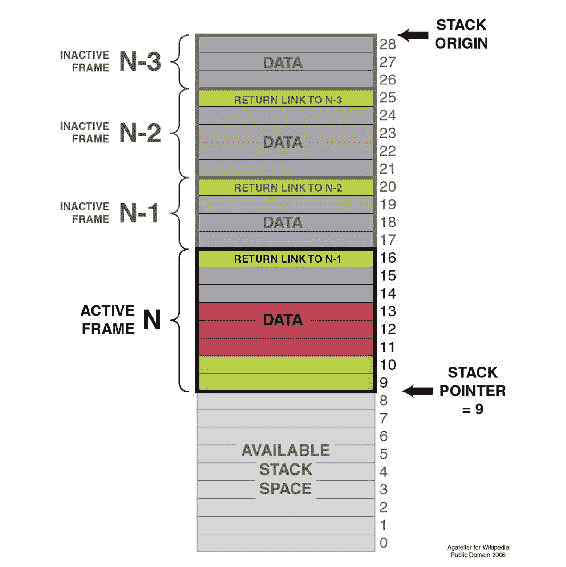 STACK
ORIGIN
INACTIVE
FRAME N-3
DATA
28
27
26
RETURN LINK TO N-3
25
INACTIVE
FRAME N-2
DATA
24
23
22
21
RETURN LINK TO N-2
20
INACTIVE
FRAME N-1
DATA
19
18
17
RETURN LINK TO N-1
16
15
14
ACTIVE
FRAME N
DATA
13
12
11
10
9
STACK
POINTER
= 9
8
7
6
5
4
3
2
1
0
AVAILABLE
STACK
SPACE
Agateller for Wikipedia
Public Domain 2006